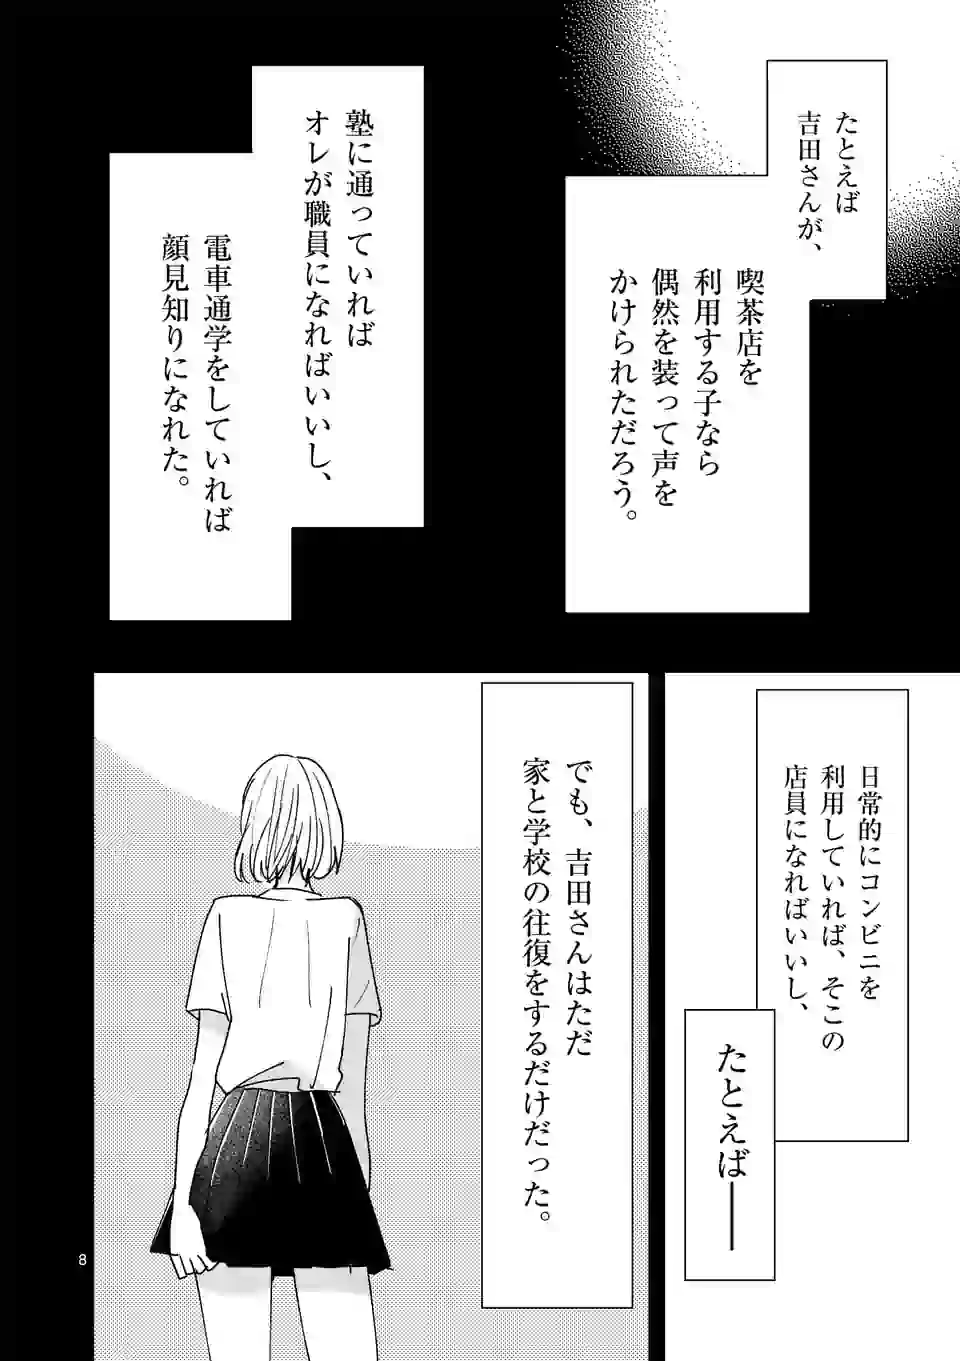 たとえば
吉田さんが、
喫茶店を
利用する子なら
偶然を装って声を
かけられただろう。
塾に通っていれば
オレが職員になればいいし、
電車通学をしていれば
顔見知りになれた。
日常的にコンビニを
利用していれば、そこの
店員になればいいし、
たとえば──
でも、吉田さんはただ
家と学校の往復をするだけだった。
8